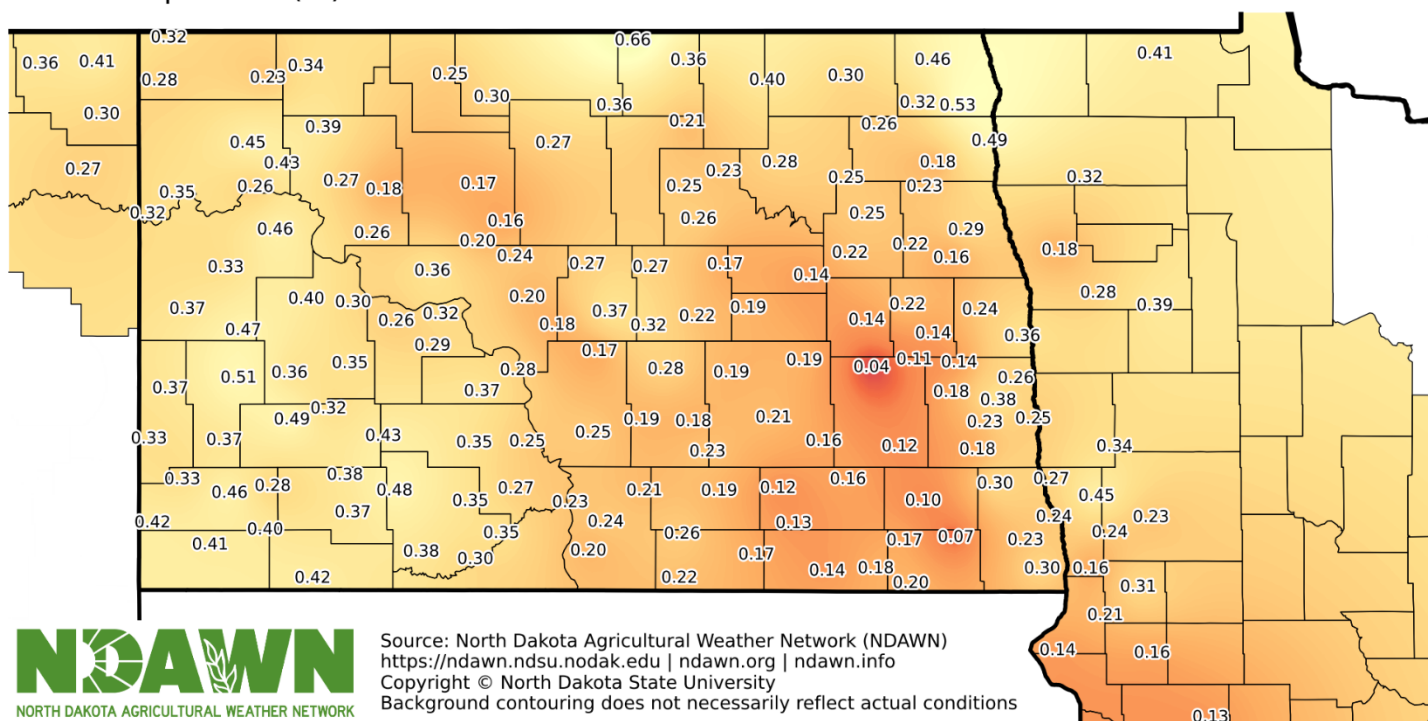 0.32 0.66
0.36 0.41 0.34 0.36 0.46 0.41
0.28 0.23 0.25 0.40 0.30
0.30 0.36 0.32 0.53
0.30 0.39 0.21 0.26
0.45 0.27 0.49
0.27 0.43 0.23 0.28 0.18
0.35 0.26 0.27 0.18 0.17 0.25 0.25 0.23 0.32
0.32 0.16 0.26 0.25
0.46 0.26 0.20 0.29
0.24 0.22 0.22 0.16 0.18
0.33 0.36 0.27 0.27 0.17 0.14
0.37 0.40 0.30 0.20 0.28
0.26 0.32 0.37 0.22 0.19 0.22 0.24 0.39
0.47 0.18 0.32 0.14 0.14 0.36
0.29 0.17
0.37 0.51 0.36 0.35 0.28 0.28 0.19 0.19 0.04 0.11 0.14
0.37 0.18 0.26
0.49 0.32 0.19 0.18 0.21 0.38
0.33 0.37 0.43 0.35 0.25 0.25 0.16 0.12 0.23 0.25
0.23 0.18 0.34
0.33 0.46 0.28 0.38 0.48 0.27 0.21 0.19 0.12 0.16 0.30 0.27
0.37 0.35 0.23 0.10 0.45
0.42 0.40 0.35 0.24 0.26 0.13 0.24 0.23
0.41 0.38 0.20 0.17 0.17 0.07 0.23 0.24
0.42 0.30 0.22 0.14 0.18 0.20 0.30 0.16
0.31
0.21
0.14 0.16
0.13
NDAWN
NORTH DAKOTA AGRICULTURAL WEATHER NETWORK
Source: North Dakota Agricultural Weather Network (NDAWN)
https://ndawn.ndsu.nodak.edu | ndawn.org | ndawn.info
Copyright © North Dakota State University
Background contouring does not necessarily reflect actual conditions